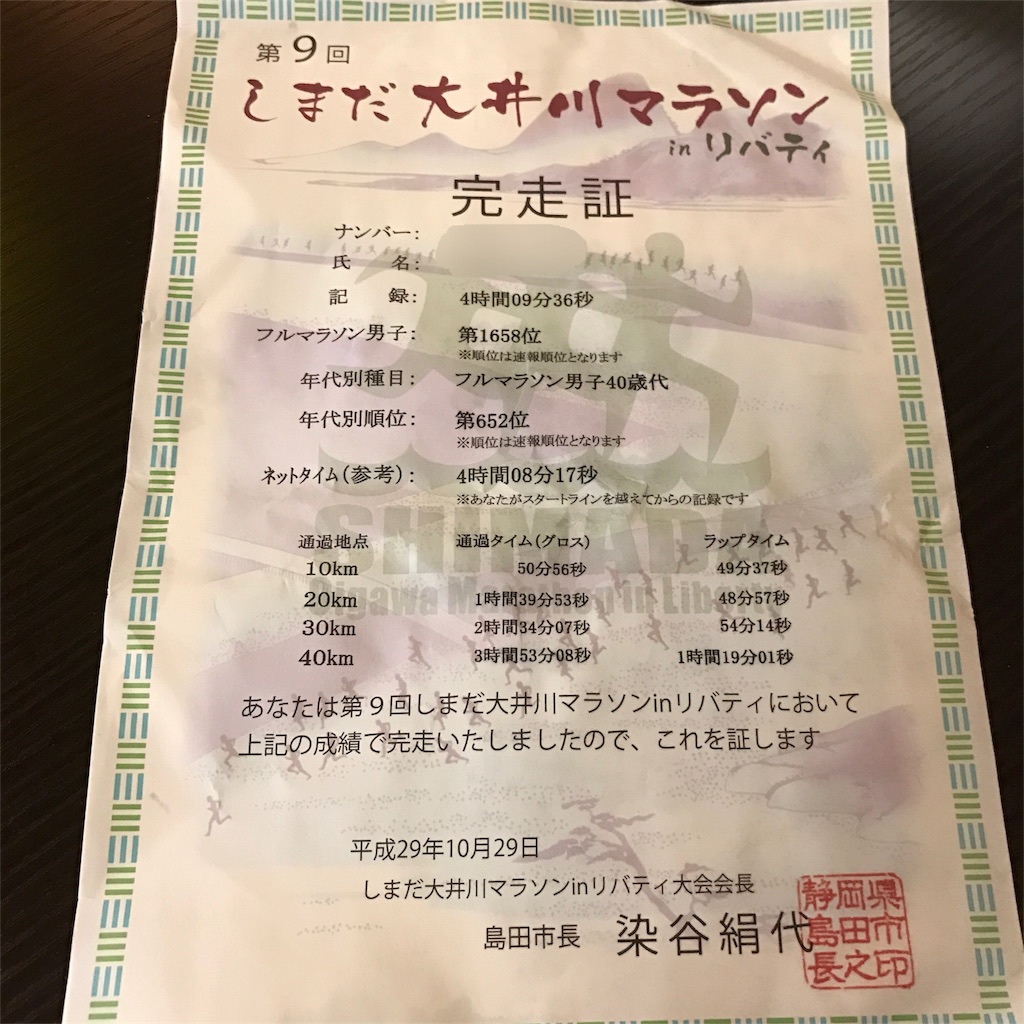 第9回
しまだ大井川マラソン
in リバティ
完走証
ナンバー:
氏 名:
記 録: 4時間09分36秒
フルマラソン男子: 第1658位
※順位は速報順位となります
年代別種目: フルマラソン男子40歳代
年代別順位: 第652位
※順位は速報順位となります
ネットタイム(参考): 4時間08分17秒
※あなたがスタートラインを越えてからの記録です
SHIMADA
Oigawa Marathon in Liberty
通過地点 通過タイム(グロス) ラップタイム
10km 50分56秒 49分37秒
20km 1時間39分53秒 48分57秒
30km 2時間34分07秒 54分14秒
40km 3時間53分08秒 1時間19分01秒
あなたは第9回しまだ大井川マラソンinリバティにおいて
上記の成績で完走いたしましたので、これを証します
平成29年10月29日
しまだ大井川マラソンinリバティ大会会長
島田市長 染谷絹代
静岡県
島田市
長之印